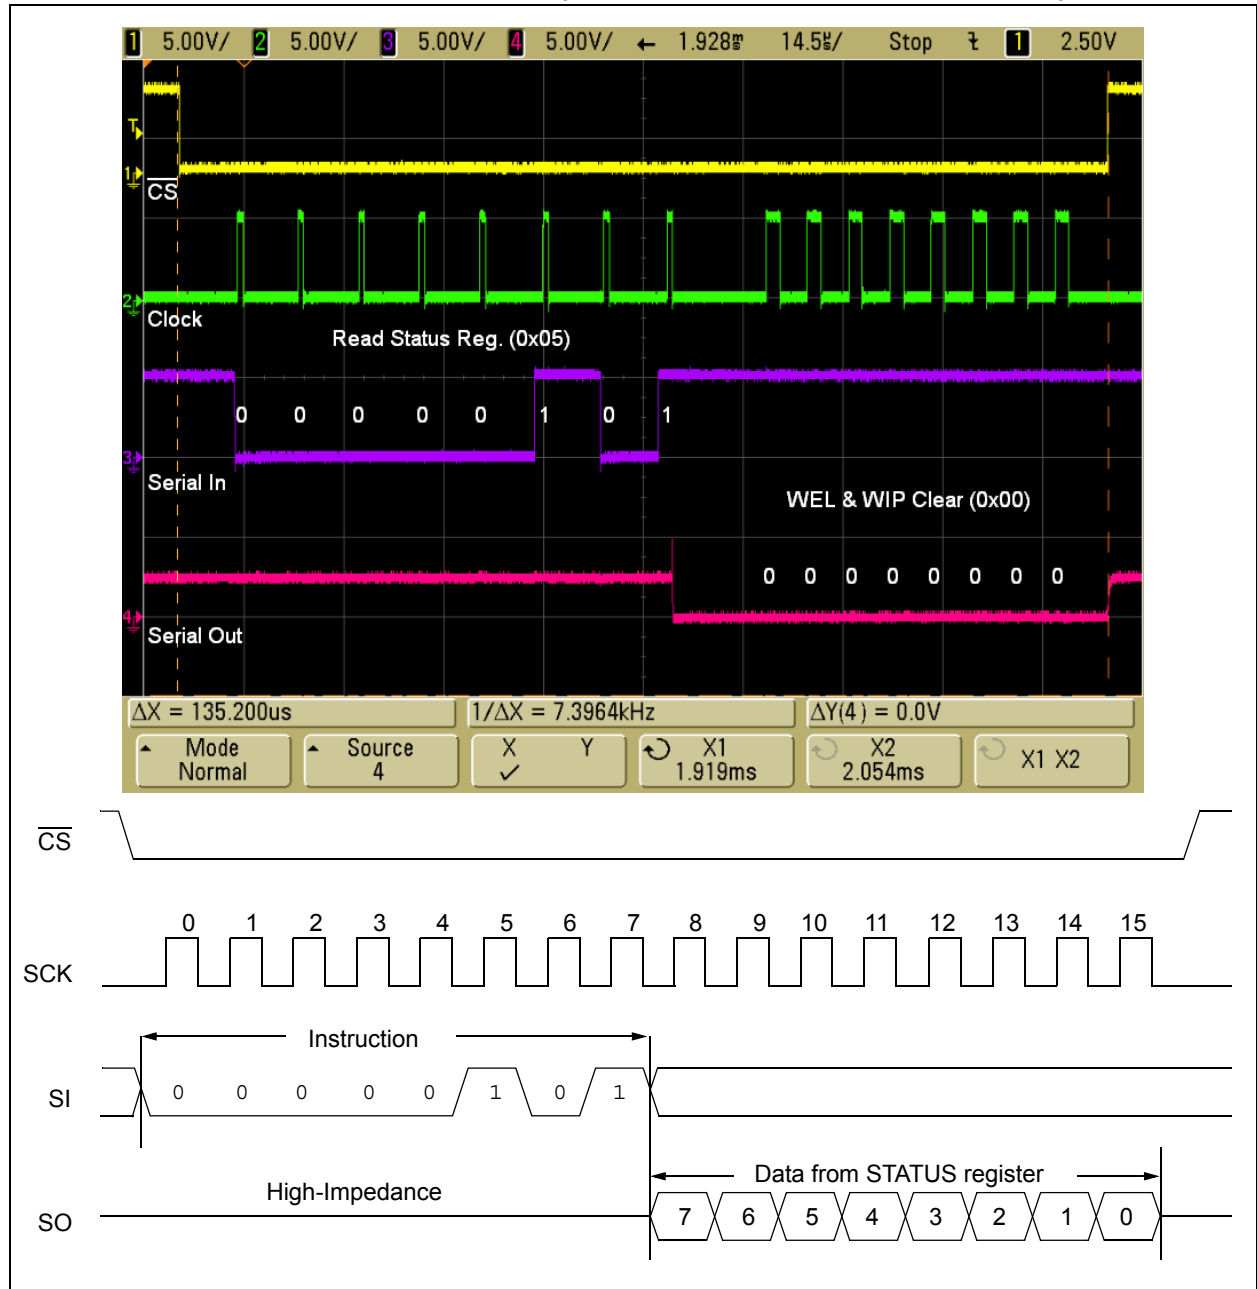 1 5.00V/ 2 5.00V/ 3 5.00V/ 4 5.00V/ ← 1.928ms 14.5us/ Stop 1 2.50V
T
1
CS
2
Clock
Read Status Reg. (0x05)
0 0 0 0 0 1 0 1
3
Serial In
WEL & WIP Clear (0x00)
0 0 0 0 0 0 0 0
4
Serial Out
ΔX = 135.200us 1/ΔX = 7.3964kHz ΔY(4) = 0.0V
Mode Normal
Source 4
X Y ✓
X1 1.919ms
X2 2.054ms
X1 X2
CS
0 1 2 3 4 5 6 7 8 9 10 11 12 13 14 15
SCK
Instruction
SI 0 0 0 0 0 1 0 1
Data from STATUS register
High-Impedance
SO 7 6 5 4 3 2 1 0